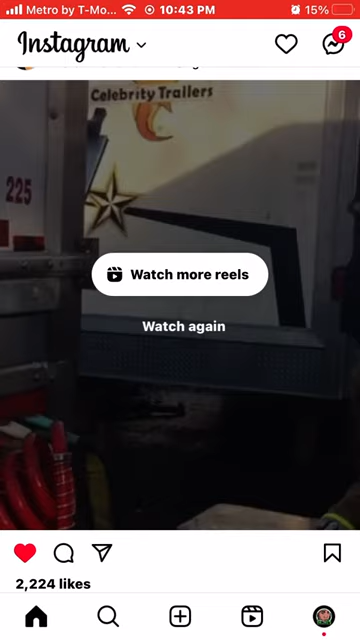 Metro by T-Mo... 10:43 PM 15%
Instagram
6
Celebrity Trailers
225
Watch more reels
Watch again
2,224 likes